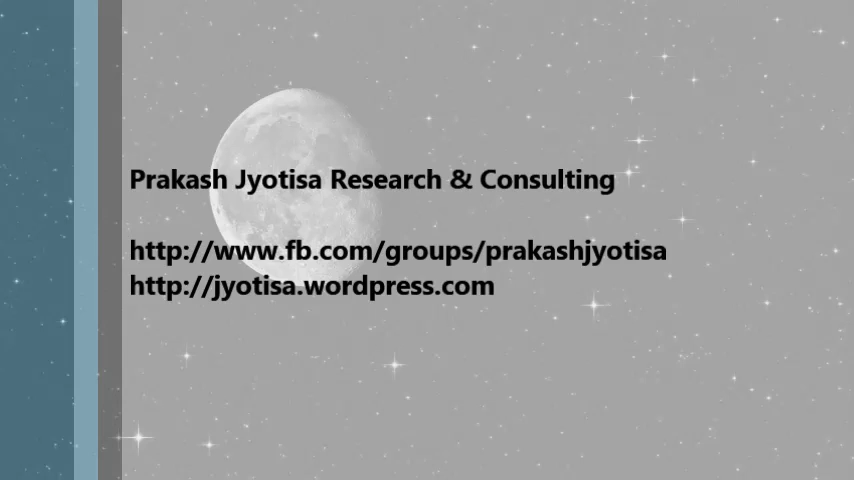 Prakash Jyotisa Research & Consulting
http://www.fb.com/groups/prakashjyotisa
http://jyotisa.wordpress.com